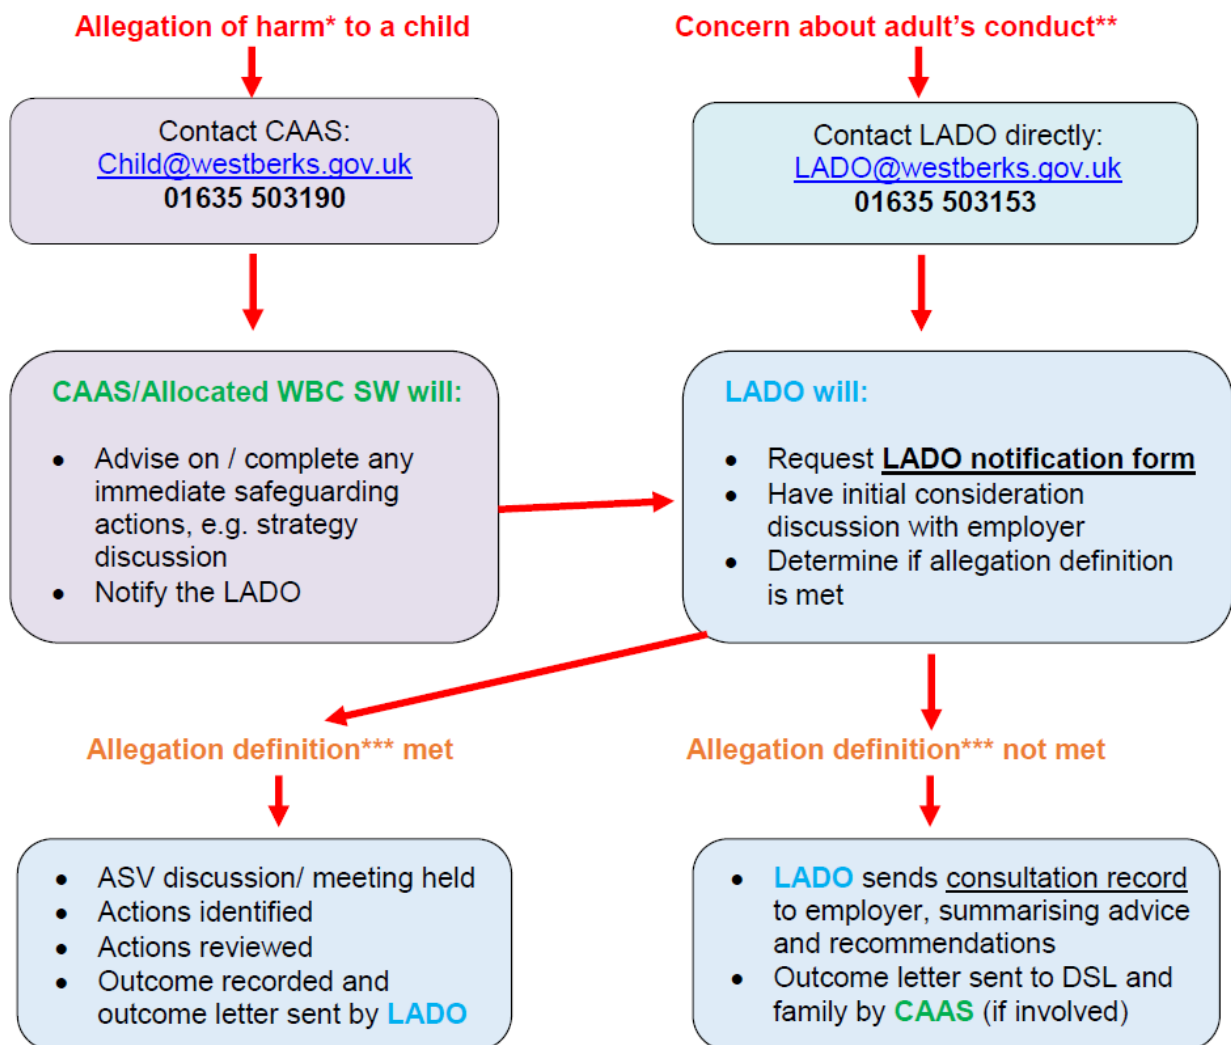 Allegation of harm* to a child
Concern about adult's conduct**
Contact CAAS:
Child@westberks.gov.uk
01635 503190
Contact LADO directly:
LADO@westberks.gov.uk
01635 503153
CAAS/Allocated WBC SW will:
• Advise on / complete any
immediate safeguarding
actions, e.g. strategy
discussion
• Notify the LADO
LADO will:
• Request LADO notification form
• Have initial consideration
discussion with employer
• Determine if allegation definition
is met
Allegation definition*** met
Allegation definition*** not met
• ASV discussion/ meeting held
• Actions identified
• Actions reviewed
• Outcome recorded and
outcome letter sent by LADO
• LADO sends consultation record
to employer, summarising advice
and recommendations
• Outcome letter sent to DSL and
family by CAAS (if involved)